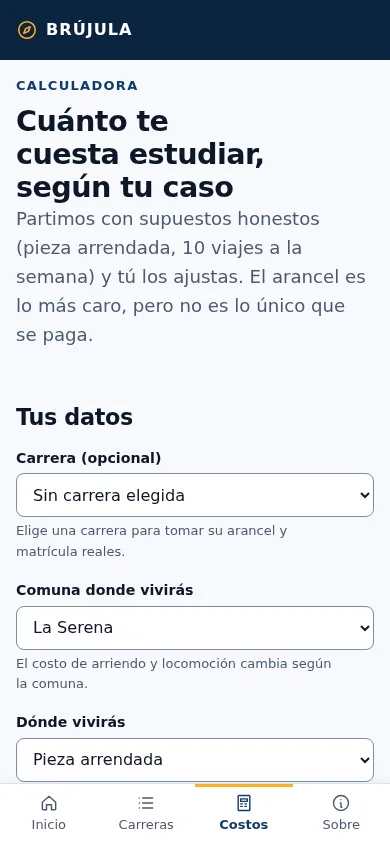 BRÚJULA
CALCULADORA
Cuánto te
cuesta estudiar,
según tu caso
Partimos con supuestos honestos
(pieza arrendada, 10 viajes a la
semana) y tú los ajustas. El arancel es
lo más caro, pero no es lo único que
se paga.
Tus datos
Carrera (opcional)
Sin carrera elegida
Elige una carrera para tomar su arancel y
matrícula reales.
Comuna donde vivirás
La Serena
El costo de arriendo y locomoción cambia según
la comuna.
Dónde vivirás
Pieza arrendada
Inicio
Carreras
Costos
Sobre